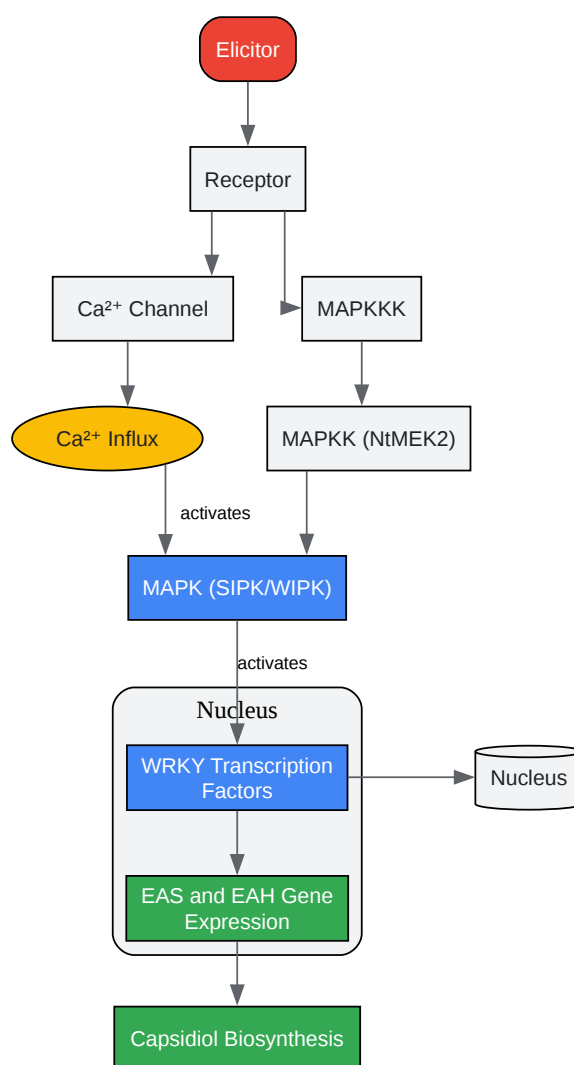 Elicitor
Receptor
Ca²⁺ Channel
MAPKKK
Ca²⁺ Influx
MAPKK (NtMEK2)
activates
MAPK (SIPK/WIPK)
activates
Nucleus
WRKY Transcription
Factors
Nucleus
EAS and EAH Gene
Expression
Capsidiol Biosynthesis